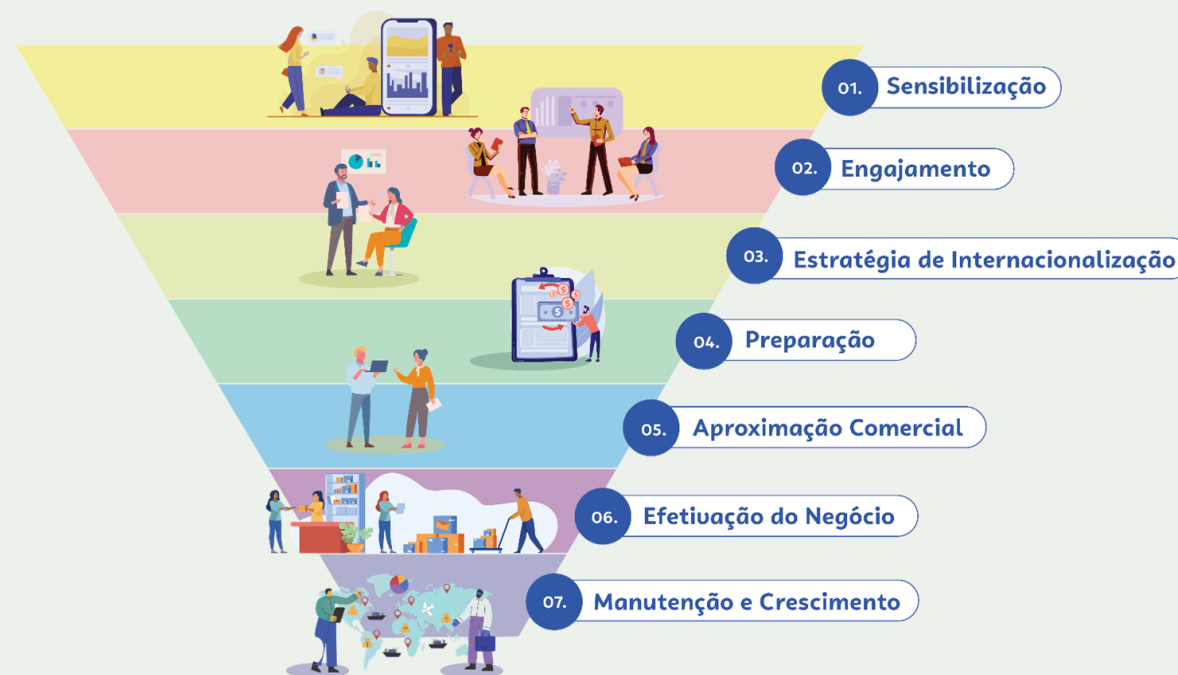 01. Sensibilização
02. Engajamento
03. Estratégia de Internacionalização
04. Preparação
05. Aproximação Comercial
06. Efetivação do Negócio
07. Manutenção e Crescimento